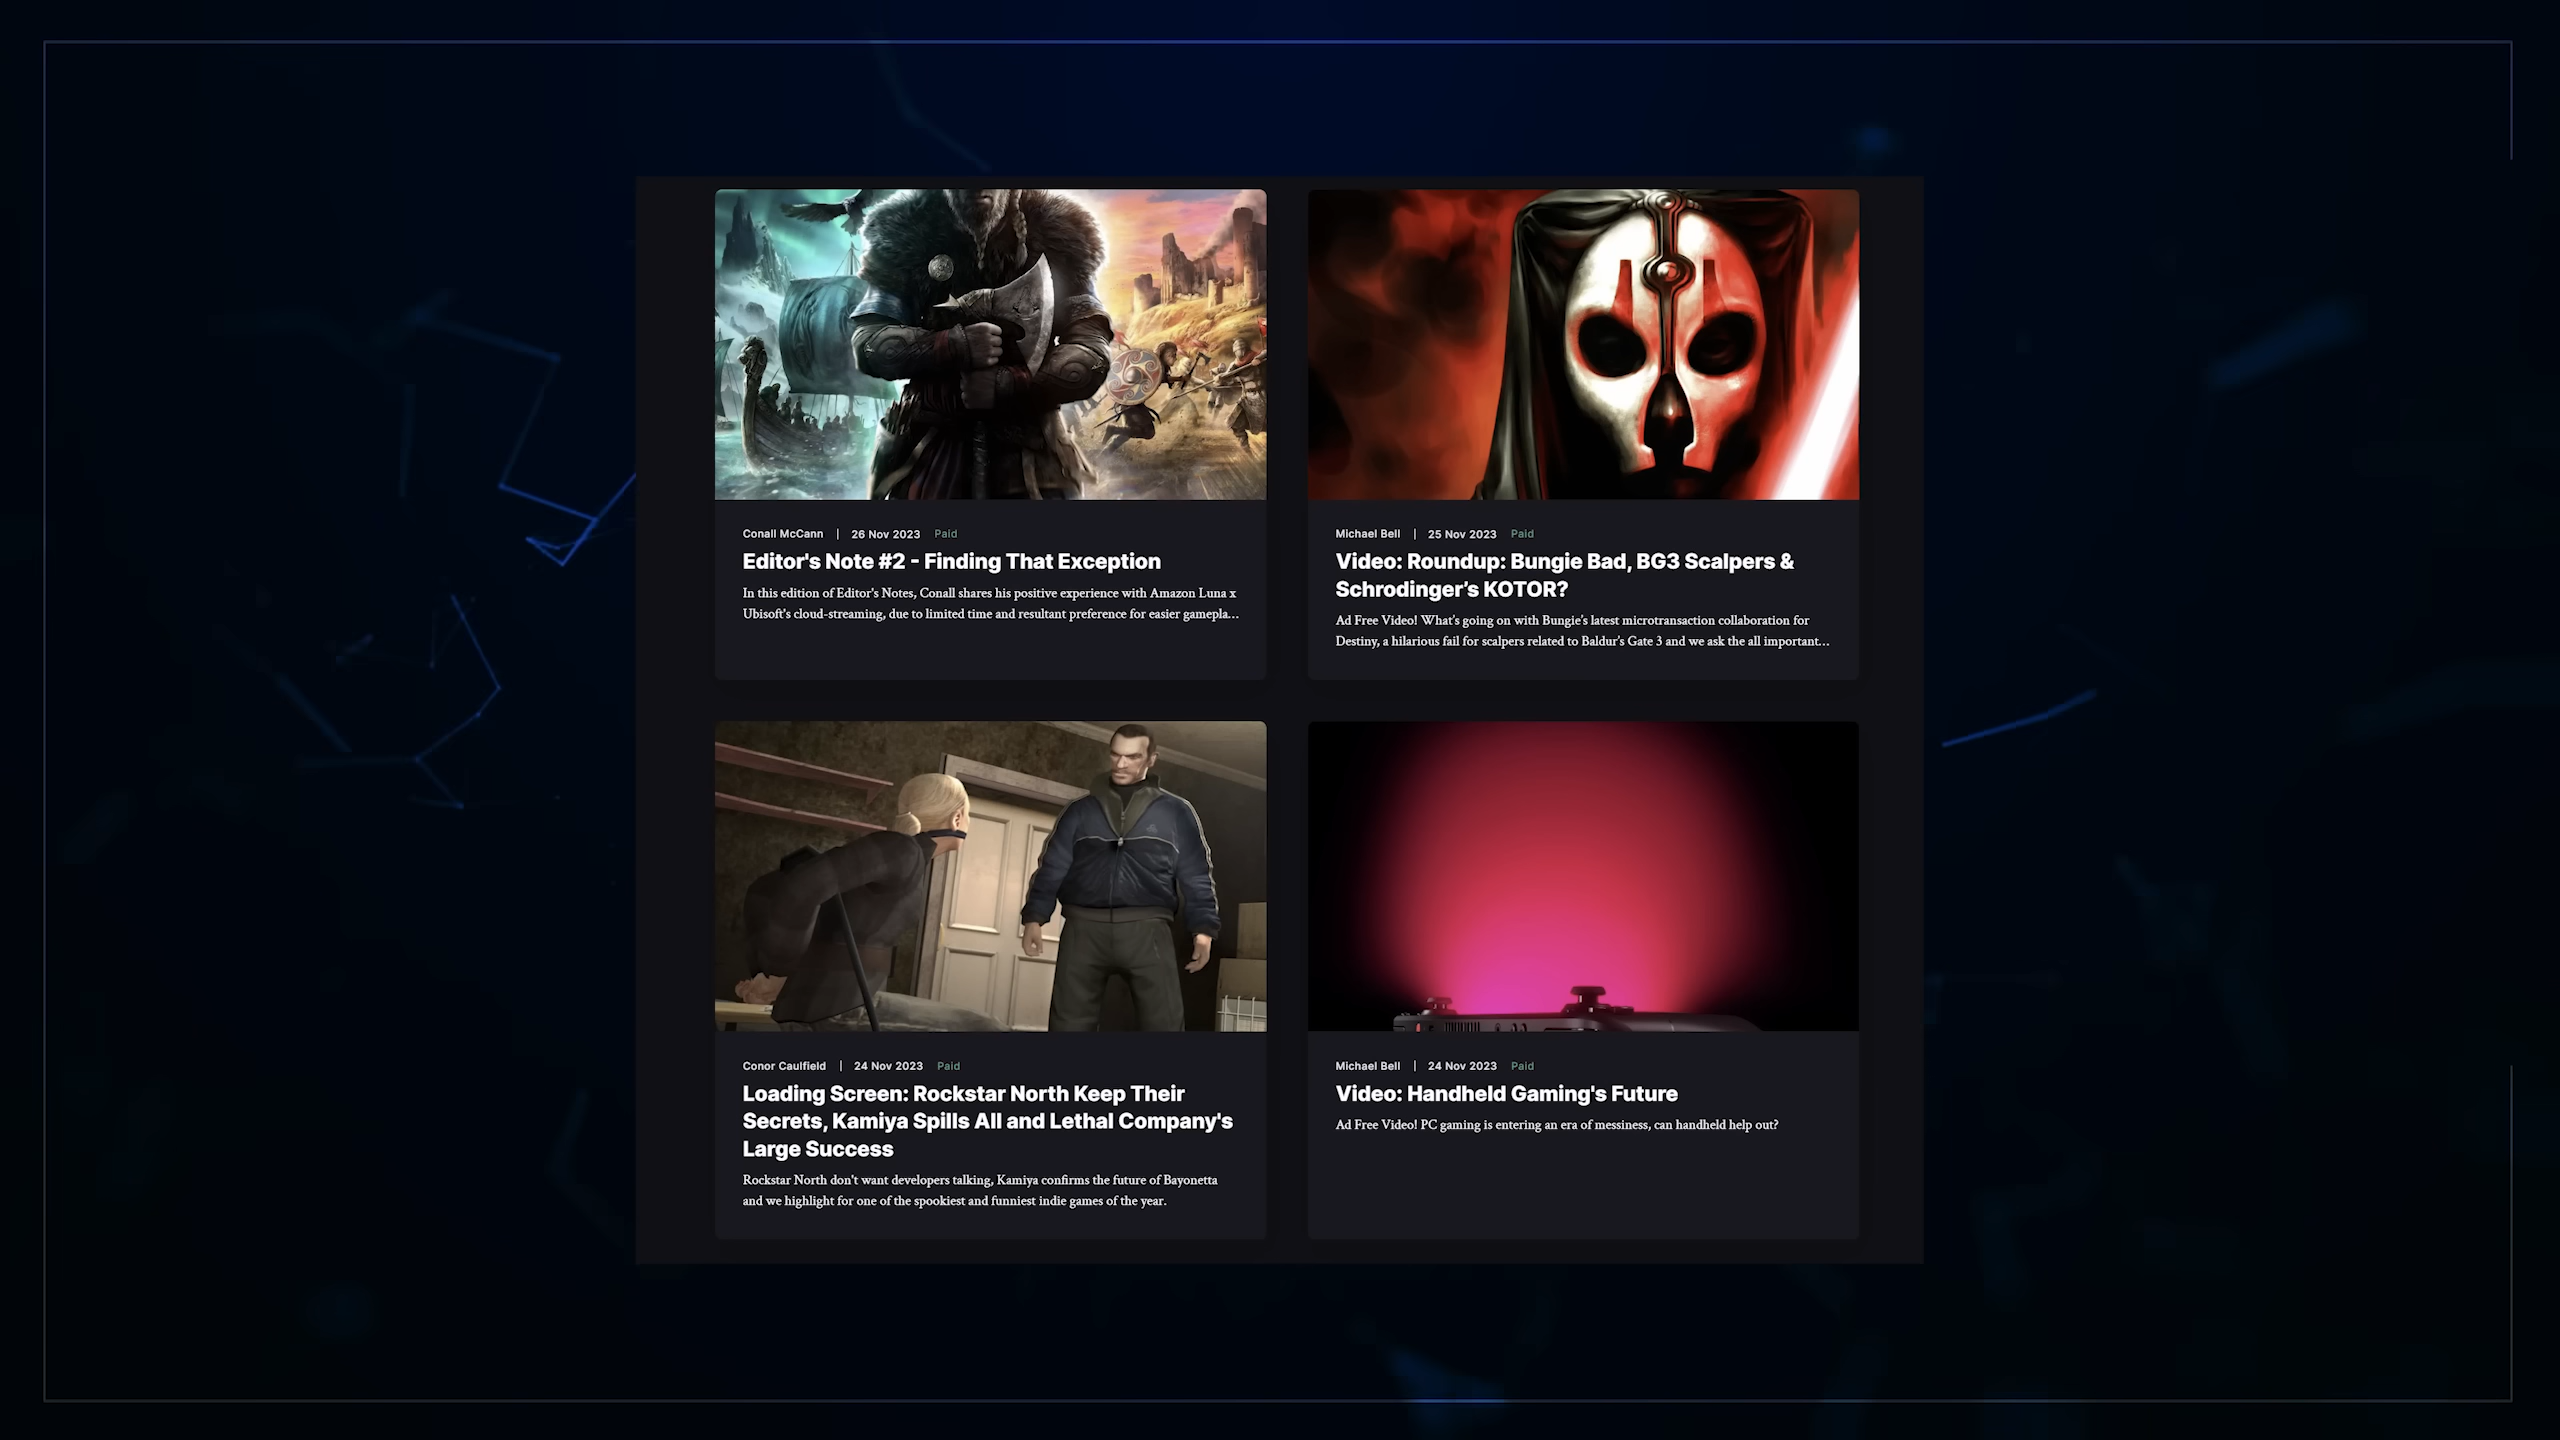 Conall McCann | 26 Nov 2023 Paid
Editor's Note #2 - Finding That Exception
In this edition of Editor's Notes, Conall shares his positive experience with Amazon Luna x
Ubisoft's cloud-streaming, due to limited time and resultant preference for easier gamepla...
Michael Bell | 25 Nov 2023 Paid
Video: Roundup: Bungie Bad, BG3 Scalpers &
Schrodinger's KOTOR?
Ad Free Video! What's going on with Bungie's latest microtransaction collaboration for
Destiny, a hilarious fail for scalpers related to Baldur's Gate 3 and we ask the all important...
Conor Caulfield | 24 Nov 2023 Paid
Loading Screen: Rockstar North Keep Their
Secrets, Kamiya Spills All and Lethal Company's
Large Success
Rockstar North don't want developers talking, Kamiya confirms the future of Bayonetta
and we highlight for one of the spookiest and funniest indie games of the year.
Michael Bell | 24 Nov 2023 Paid
Video: Handheld Gaming's Future
Ad Free Video! PC gaming is entering an era of messiness, can handheld help out?